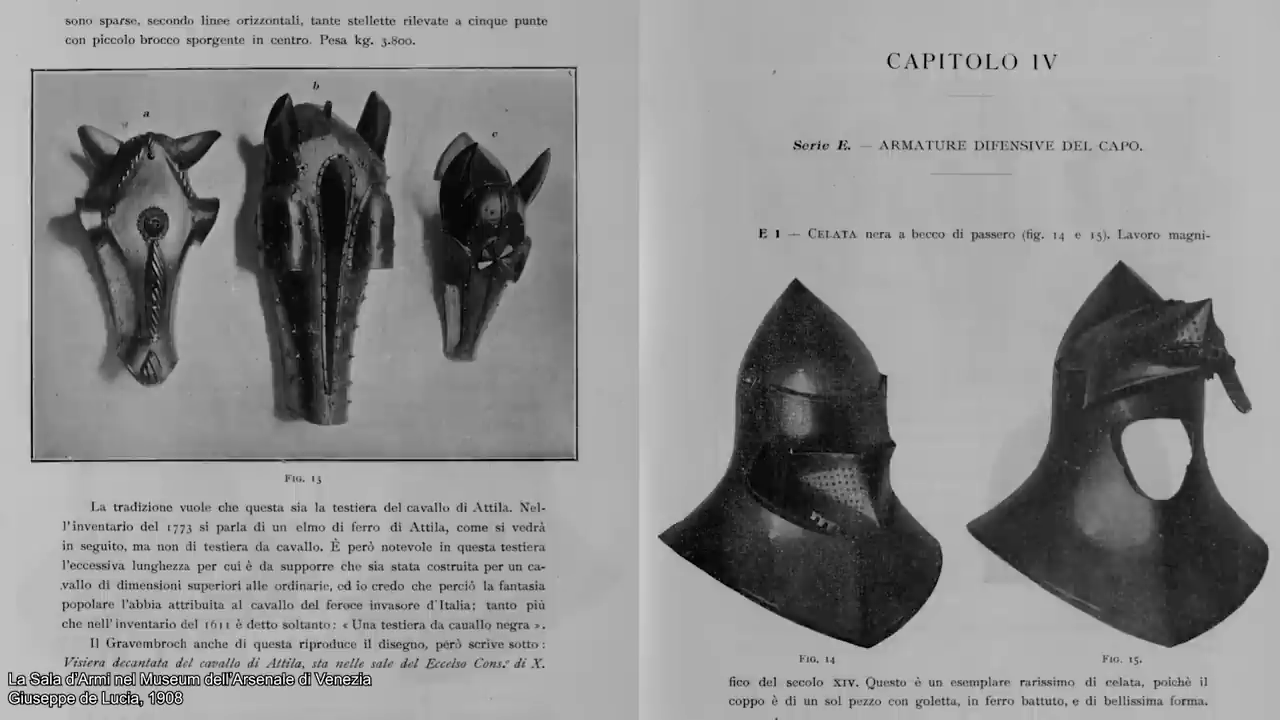 sono sparse, secondo linee orizzontali, tante stellette rilevate a cinque punte
con piccolo brocco sporgente in centro. Pesa kg. 3.800.
a
b
c
FIG. 13
La tradizione vuole che questa sia la testiera del cavallo di Attila. Nel-
l'inventario del 1773 si parla di un elmo di ferro di Attila, come si vedrà
in seguito, ma non di testiera da cavallo. È però notevole in questa testiera
l'eccessiva lunghezza per cui è da supporre che sia stata costruita per un ca-
vallo di dimensioni superiori alle ordinarie, ed io credo che perciò la fantasia
popolare l'abbia attribuita al cavallo del feroce invasore d'Italia; tanto più
che nell'inventario del 1611 è detto soltanto: « Una testiera da cauallo negra ».
Il Gravembroch anche di questa riproduce il disegno, però scrive sotto:
Visiera decantata del cavallo di Attila, sta nelle sale del Eccelso Cons.º di X.
La Sala d'Armi nel Museum dell'Arsenale di Venezia
Giuseppe de Lucia, 1908
CAPITOLO IV
Serie E. — ARMATURE DIFENSIVE DEL CAPO.
E 1 — CELATA nera a becco di passero (fig. 14 e 15). Lavoro magni-
FIG. 14
FIG. 15.
fico del secolo XIV. Questo è un esemplare rarissimo di celata, poichè il
coppo è di un sol pezzo con goletta, in ferro battuto, e di bellissima forma.